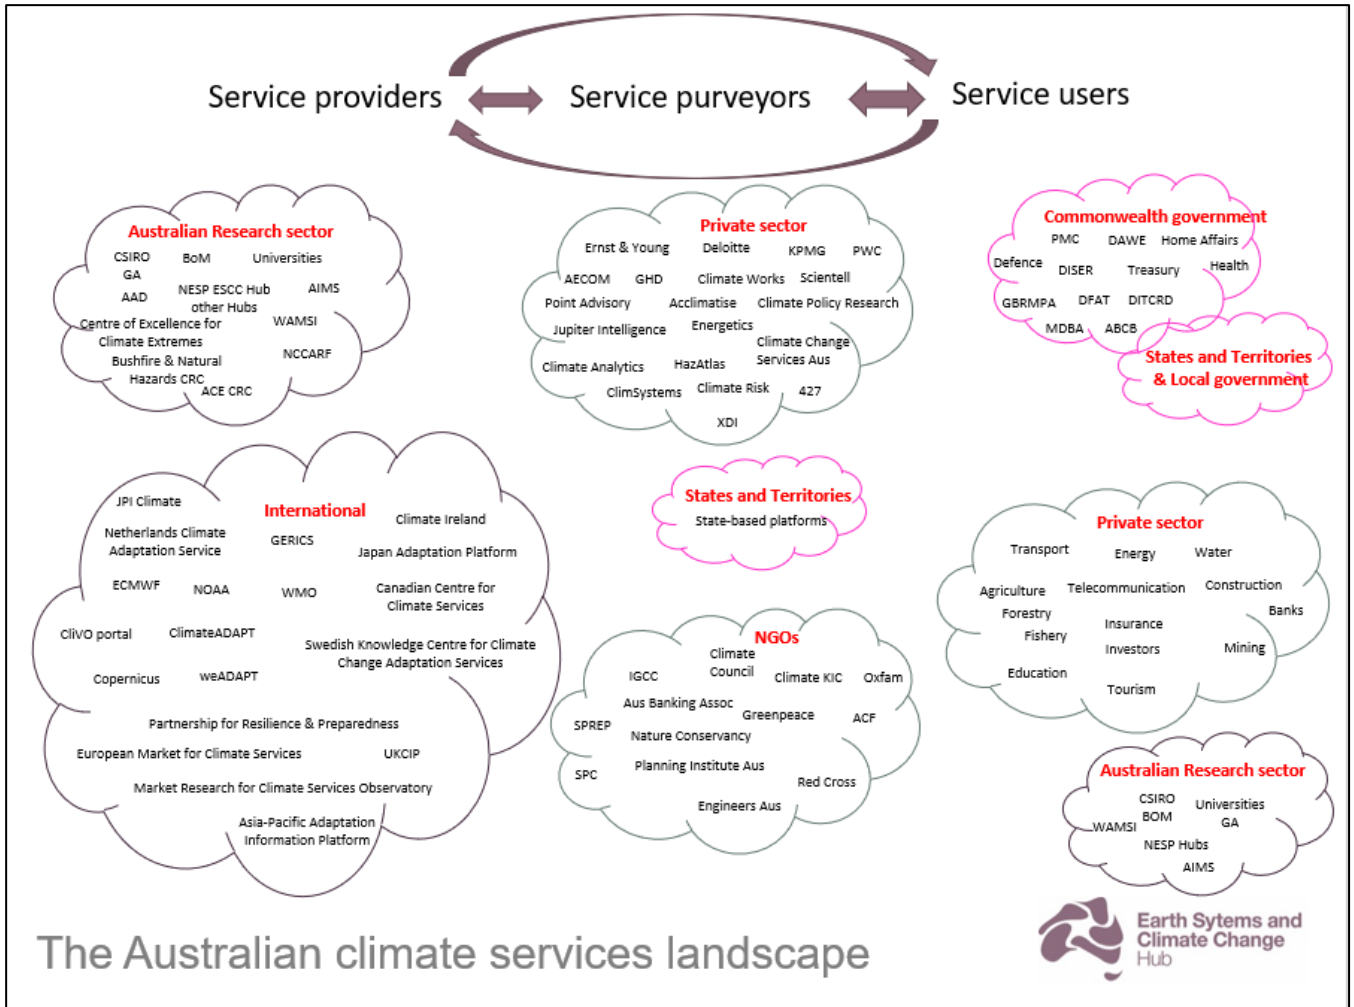 Service providers
Service purveyors
Service users
Australian Research sector
CSIRO
BoM
Universities
GA
NESP ESCC Hub
other Hubs
AIMS
AAD
Centre of Excellence for
Climate Extremes
WAMSI
Bushfire & Natural
Hazards CRC
NCCARF
ACE CRC
International
JPI Climate
Climate Ireland
Netherlands Climate
Adaptation Service
GERICS
Japan Adaptation Platform
ECMWF
NOAA
WMO
Canadian Centre for
Climate Services
CliVO portal
ClimateADAPT
Swedish Knowledge Centre for Climate
Change Adaptation Services
Copernicus
weADAPT
Partnership for Resilience & Preparedness
European Market for Climate Services
UKCIP
Market Research for Climate Services Observatory
Asia-Pacific Adaptation
Information Platform
Private sector
Ernst & Young
Deloitte
KPMG
PWC
AECOM
GHD
Climate Works
Scientell
Point Advisory
Acclimatise
Climate Policy Research
Jupiter Intelligence
Energetics
Climate Change
Services Aus
Climate Analytics
HazAtlas
ClimSystems
Climate Risk
427
XDI
States and Territories
State-based platforms
NGOs
Climate
Council
IGCC
Climate KIC
Oxfam
Aus Banking Assoc
Greenpeace
ACF
SPREP
Nature Conservancy
SPC
Planning Institute Aus
Red Cross
Engineers Aus
Commonwealth government
PMC
DAWE
Home Affairs
Defence
DISER
Treasury
Health
GBRMPA
DFAT
DITCRD
MDBA
ABCB
States and Territories
& Local government
Private sector
Transport
Energy
Water
Agriculture
Telecommunication
Construction
Forestry
Banks
Fishery
Insurance
Investors
Mining
Education
Tourism
Australian Research sector
CSIRO
Universities
BOM
GA
WAMSI
NESP Hubs
AIMS
The Australian climate services landscape
Earth Sytems and
Climate Change
Hub